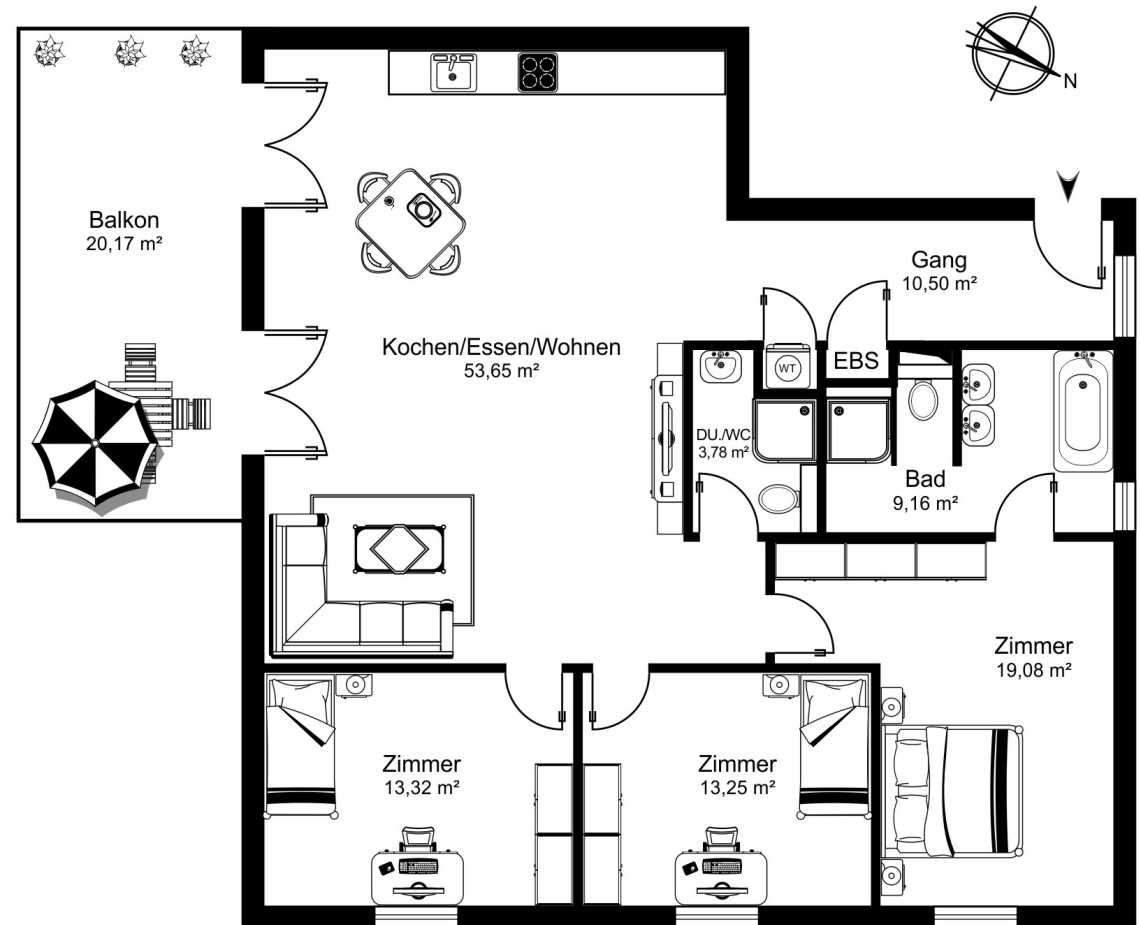 N
Balkon
20,17 m²
Gang
10,50 m²
Kochen/Essen/Wohnen
53,65 m²
WT
EBS
DU./WC
3,78 m²
Bad
9,16 m²
Zimmer
19,08 m²
Zimmer
13,32 m²
Zimmer
13,25 m²